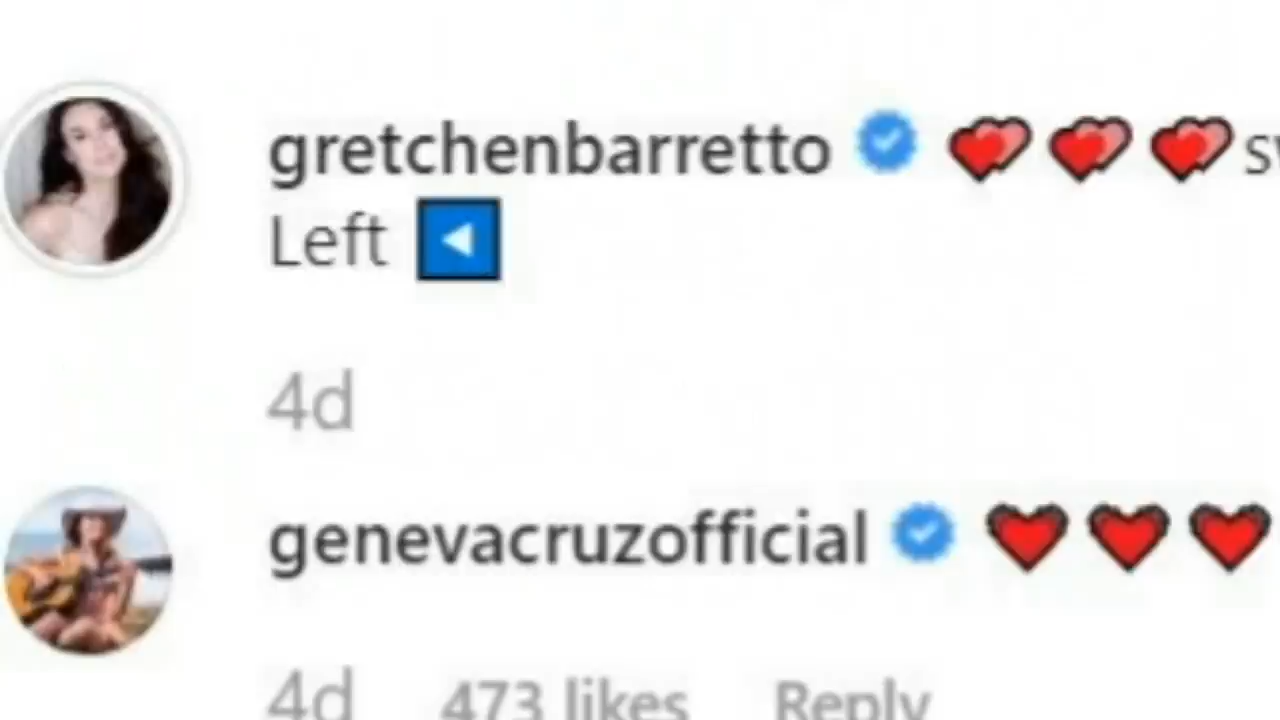 gretchenbarretto 💕 💕 💕
Left ◀️
4d
genevacruzofficial ❤️ ❤️ ❤️
4d 473 likes Reply